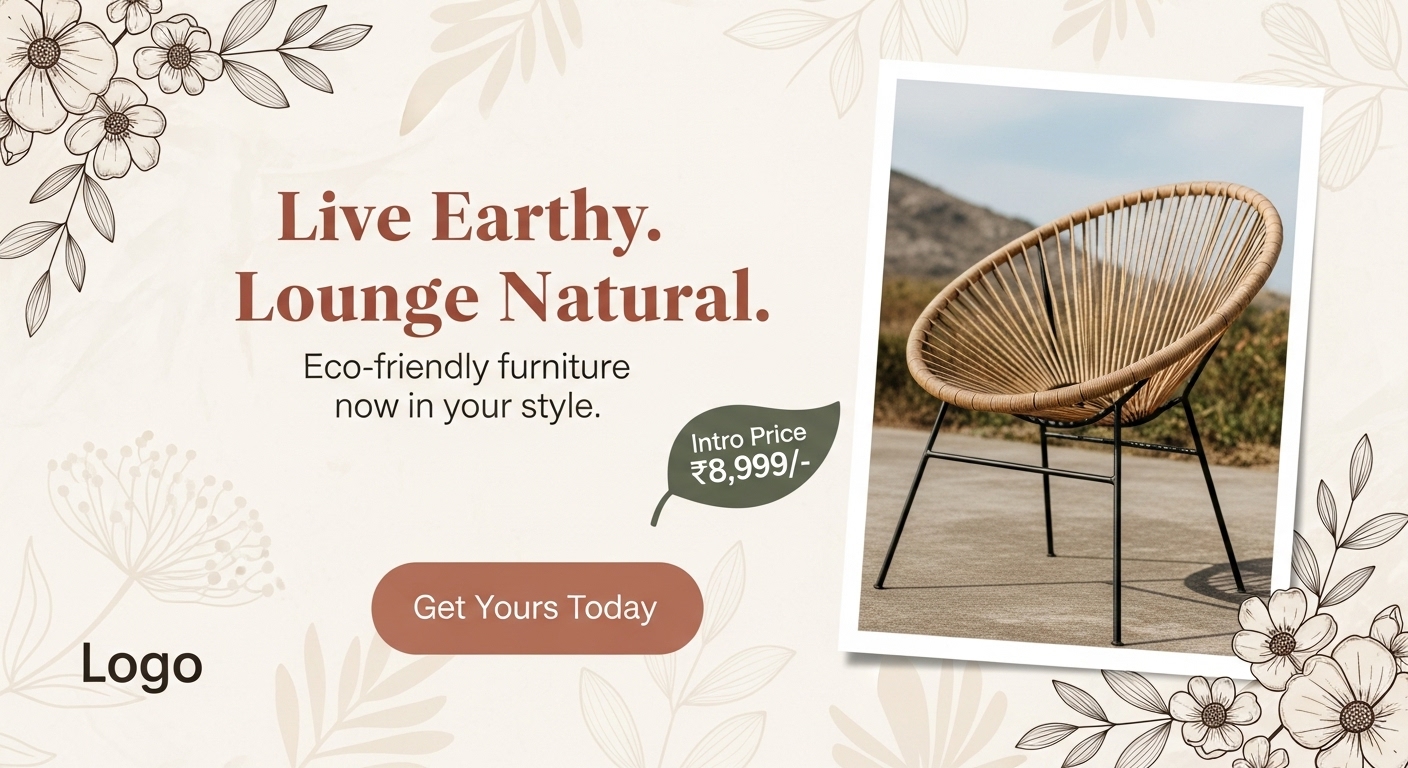 Live Earthy.
Lounge Natural.
Eco-friendly furniture
now in your style.
Intro Price
₹8,999/-
Get Yours Today
Logo